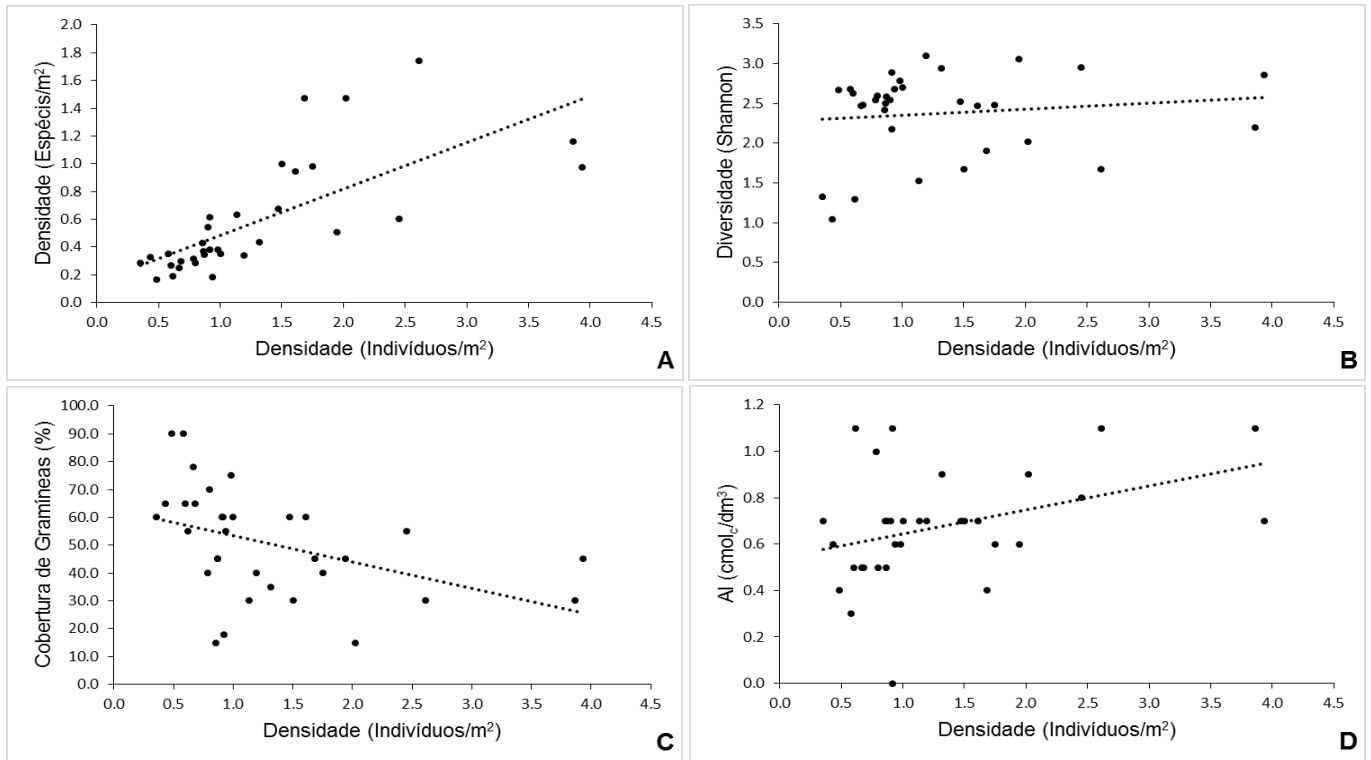 Densidade (Espécis/m²)
2.0
1.8
1.6
1.4
1.2
1.0
0.8
0.6
0.4
0.2
0.0
0.0 0.5 1.0 1.5 2.0 2.5 3.0 3.5 4.0 4.5
Densidade (Indivíduos/m²)
A
Diversidade (Shannon)
3.5
3.0
2.5
2.0
1.5
1.0
0.5
0.0
0.0 0.5 1.0 1.5 2.0 2.5 3.0 3.5 4.0 4.5
Densidade (Indivíduos/m²)
B
Cobertura de Gramíneas (%)
100.0
90.0
80.0
70.0
60.0
50.0
40.0
30.0
20.0
10.0
0.0
0.0 0.5 1.0 1.5 2.0 2.5 3.0 3.5 4.0 4.5
Densidade (Indivíduos/m²)
C
Al (cmol꜀/dm³)
1.2
1.0
0.8
0.6
0.4
0.2
0.0
0.0 0.5 1.0 1.5 2.0 2.5 3.0 3.5 4.0 4.5
Densidade (Indivíduos/m²)
D